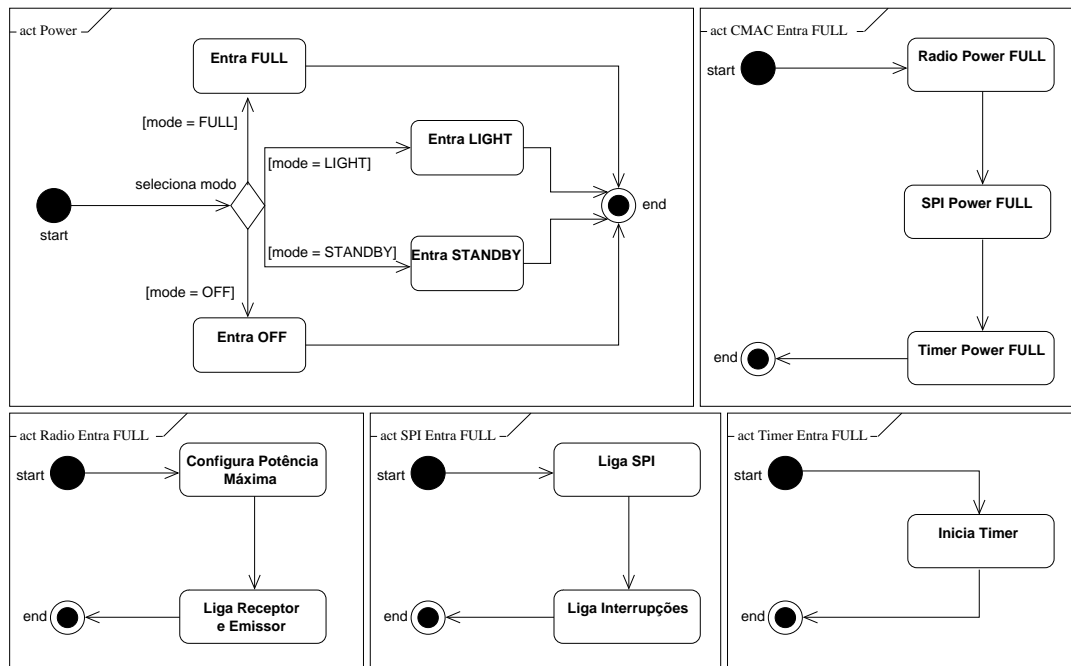 act Power
Entra FULL
[mode = FULL]
Entra LIGHT
[mode = LIGHT]
seleciona modo
start
end
[mode = STANDBY]
Entra STANDBY
[mode = OFF]
Entra OFF
act CMAC Entra FULL
start
Radio Power FULL
SPI Power FULL
Timer Power FULL
end
act Radio Entra FULL
start
Configura Potência
Máxima
Liga Receptor
e Emissor
end
act SPI Entra FULL
start
Liga SPI
Liga Interrupções
end
act Timer Entra FULL
start
Inicia Timer
end